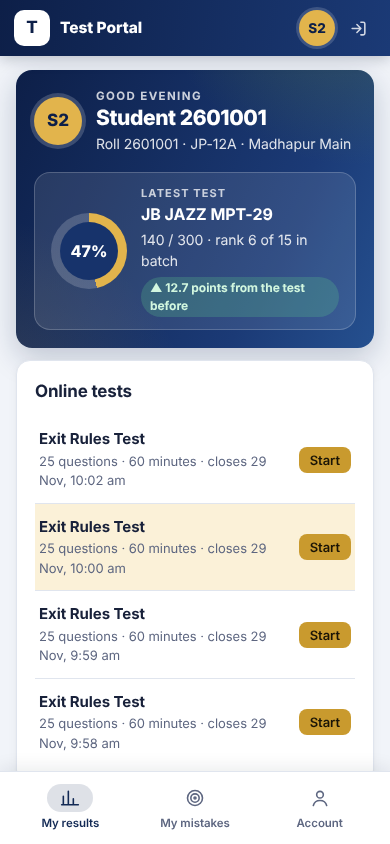 T
Test Portal
S2
S2
GOOD EVENING
Student 2601001
Roll 2601001 · JP-12A · Madhapur Main
LATEST TEST
JB JAZZ MPT-29
47%
140 / 300 · rank 6 of 15 in
batch
▲ 12.7 points from the test
before
Online tests
Exit Rules Test
25 questions · 60 minutes · closes 29
Nov, 10:02 am
Start
Exit Rules Test
25 questions · 60 minutes · closes 29
Nov, 10:00 am
Start
Exit Rules Test
25 questions · 60 minutes · closes 29
Nov, 9:59 am
Start
Exit Rules Test
25 questions · 60 minutes · closes 29
Nov, 9:58 am
Start
My results
My mistakes
Account